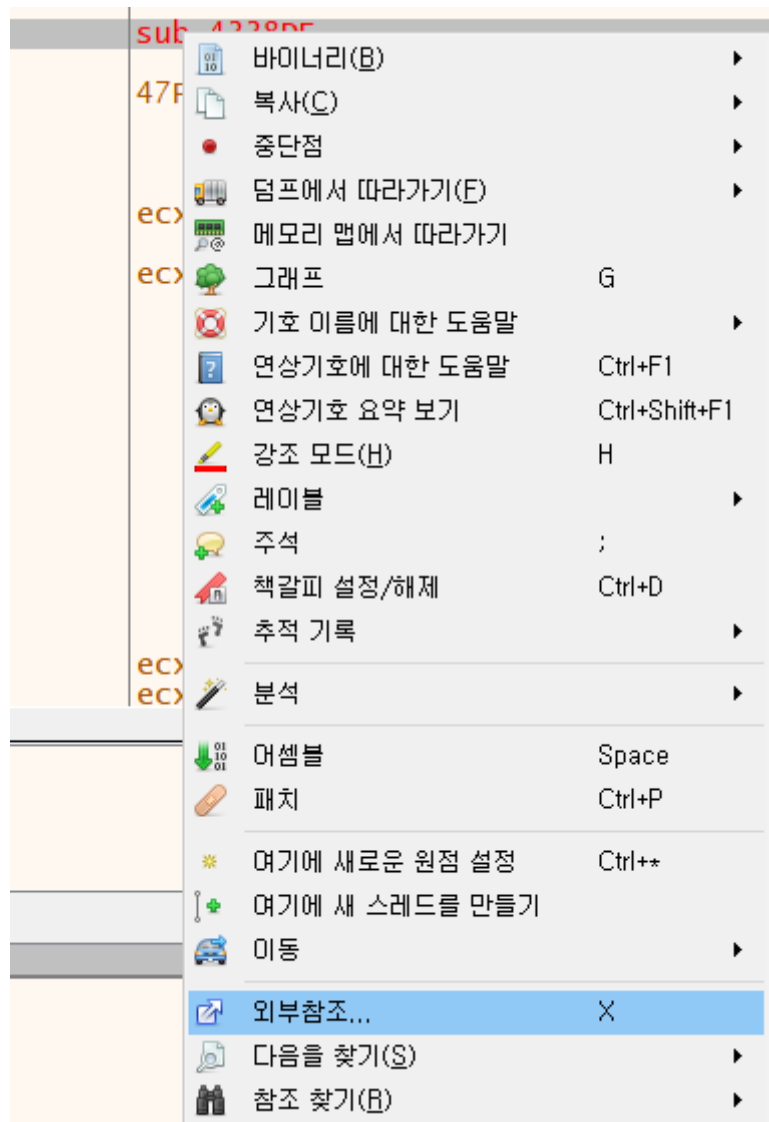 바이너리(B)
47F
복사(C)
중단점
덤프에서 따라가기(F)
ecx
메모리 맵에서 따라가기
ecx
그래프 G
기호 이름에 대한 도움말
연상기호에 대한 도움말 Ctrl+F1
연상기호 요약 보기 Ctrl+Shift+F1
강조 모드(H) H
레이블
주석 ;
책갈피 설정/해제 Ctrl+D
추적 기록
ecx
분석
ecx
어셈블 Space
패치 Ctrl+P
여기에 새로운 원점 설정 Ctrl+*
여기에 새 스레드를 만들기
이동
외부참조... X
다음을 찾기(S)
참조 찾기(R)